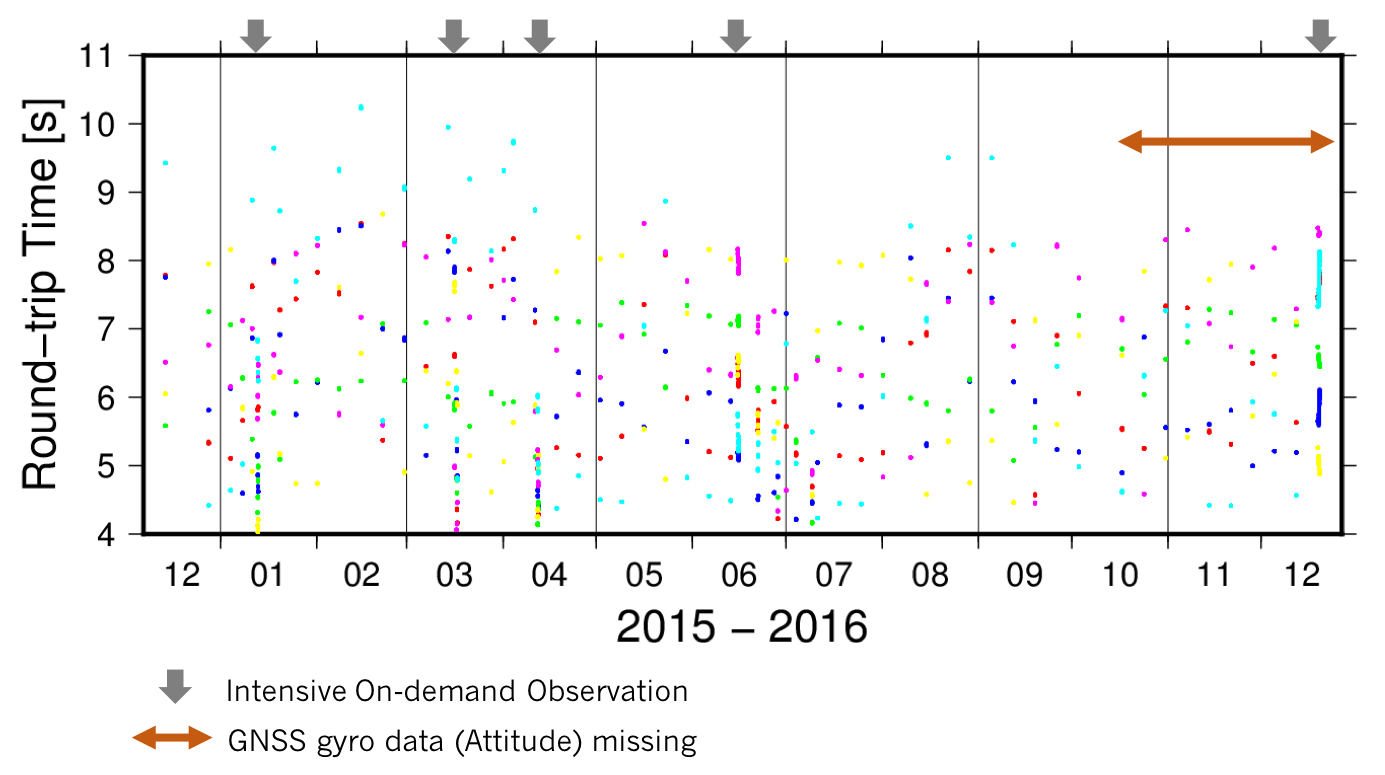 11
10
9
8
7
6
5
4
Round-trip Time [s]
12 01 02 03 04 05 06 07 08 09 10 11 12
2015 – 2016
Intensive On-demand Observation
GNSS gyro data (Attitude) missing